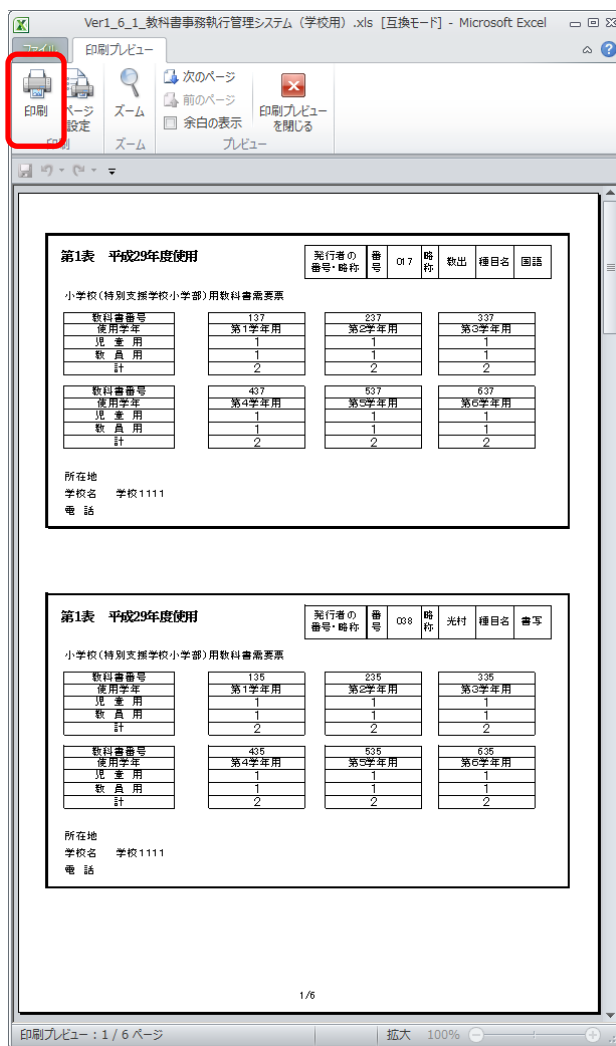 Ver1_6_1_教科書事務執行管理システム（学校用）.xls [互換モード] - Microsoft Excel
ファイル 印刷プレビュー
印刷 ページ設定 ズーム 次のページ 前のページ 余白の表示 印刷プレビューを閉じる
印刷 ズーム プレビュー
第1表 平成29年度使用
発行者の番号・略称 番号 017 略称 教出 種目名 国語
小学校(特別支援学校小学部)用教科書需要票
教科書番号 137 237 337
使用学年 第1学年用 第2学年用 第3学年用
児 童 用 1 1 1
教 員 用 1 1 1
計 2 2 2
教科書番号 437 537 637
使用学年 第4学年用 第5学年用 第6学年用
児 童 用 1 1 1
教 員 用 1 1 1
計 2 2 2
所在地
学校名 学校1111
電 話
第1表 平成29年度使用
発行者の番号・略称 番号 038 略称 光村 種目名 書写
小学校(特別支援学校小学部)用教科書需要票
教科書番号 135 235 335
使用学年 第1学年用 第2学年用 第3学年用
児 童 用 1 1 1
教 員 用 1 1 1
計 2 2 2
教科書番号 435 535 635
使用学年 第4学年用 第5学年用 第6学年用
児 童 用 1 1 1
教 員 用 1 1 1
計 2 2 2
所在地
学校名 学校1111
電 話
1/6
印刷プレビュー : 1 / 6 ページ 拡大 100%